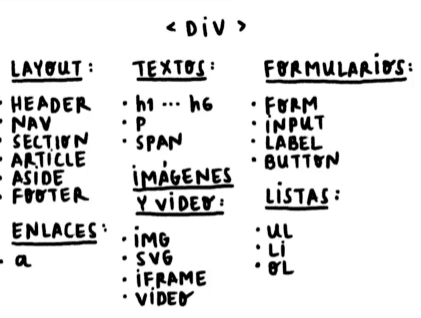 <DiV>
LAYOUT:
· HEADER
· NAV
· SECTION
· ARTICLE
· ASIDE
· FOOTER
ENLACES:
· a
TEXTOS:
· h1 ... h6
· P
· SPAN
iMÁGENES
Y ViDEO:
· iMG
· SVG
· iFRAME
· ViDEO
FORMULARiOS:
· FORM
· iNPUT
· LABEL
· BUTTON
LiSTAS:
· UL
· Li
· OL